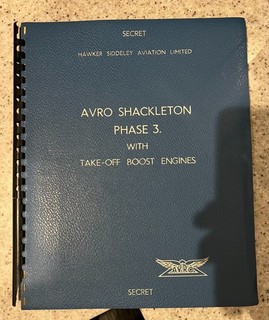 SECRET
HAWKER SIDDELEY AVIATION LIMITED
AVRO SHACKLETON
PHASE 3.
WITH
TAKE-OFF BOOST ENGINES
AVRO
SECRET